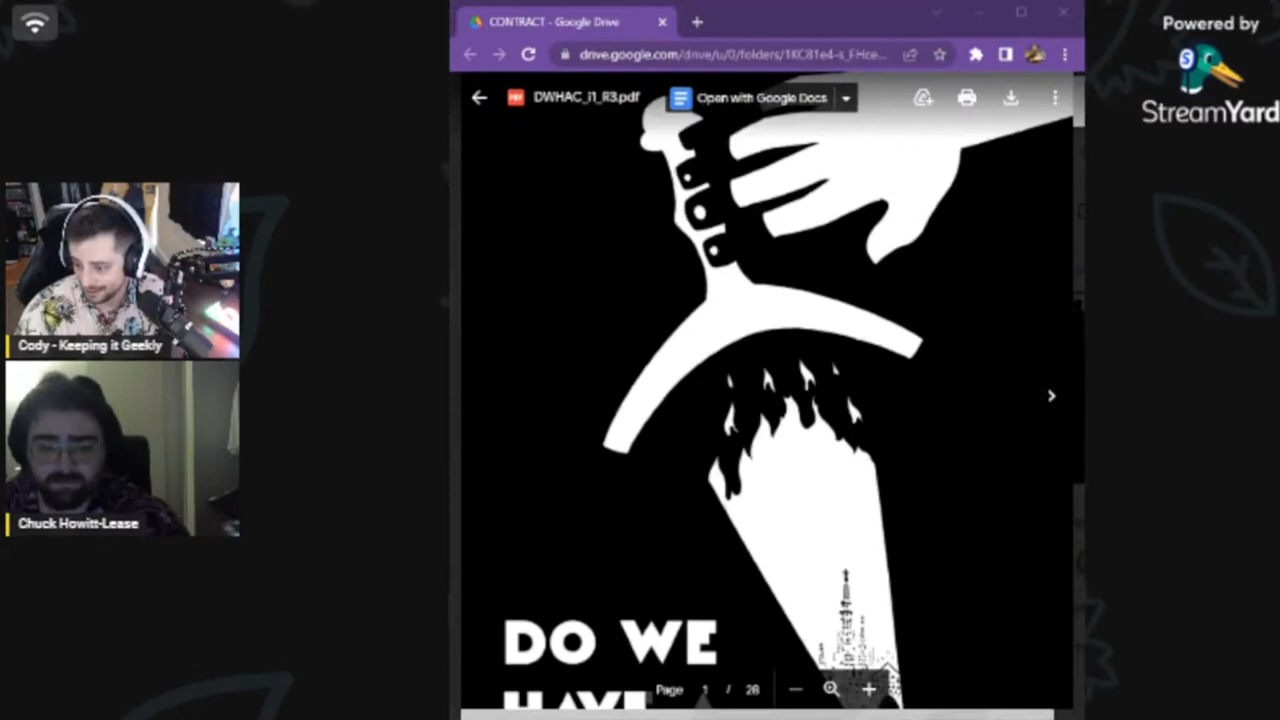 CONTRACT - Google Drive
drive.google.com/drive/u/0/folders/1KC81e4-s_FHce...
DWHAC_i1_R3.pdf
Open with Google Docs
Powered by
StreamYard
Cody - Keeping it Geekly
Chuck Howitt-Lease
DO WE
HAVE A
Page 1 / 28